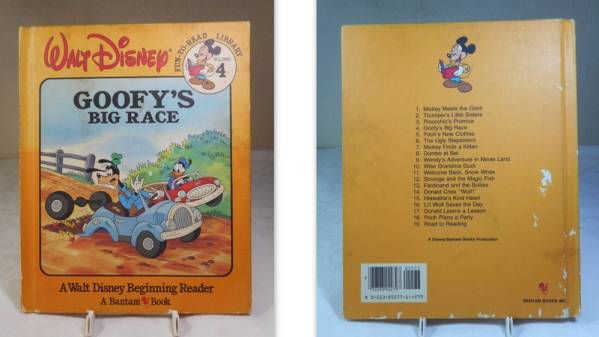 WALT DISNEY
FUN-TO-READ LIBRARY
VOLUME
4
GOOFY'S
BIG RACE
A Walt Disney Beginning Reader
A Bantam Book
1. Mickey Meets the Giant
2. Thumper's Little Sisters
3. Pinocchio's Promise
4. Goofy's Big Race
5. Pooh's New Clothes
6. The Ugly Stepsisters
7. Mickey Finds a Kitten
8. Dumbo at Bat
9. Wendy's Adventure in Never Land
10. Wise Grandma Duck
11. Welcome Back, Snow White
12. Scrooge and the Magic Fish
13. Ferdinand and the Bullies
14. Donald Cries "Wolf!"
15. Hiawatha's Kind Heart
16. Li'l Wolf Saves the Day
17. Donald Learns a Lesson
18. Pooh Plans a Party
19. Road to Reading
A Disney-Bantam Books Production
BANTAM BOOKS INC.